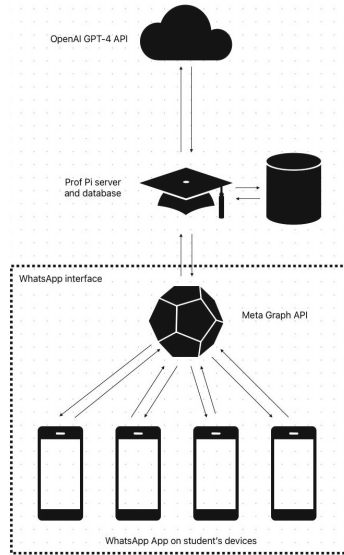 OpenAI GPT-4 API
Prof Pi server
and database
WhatsApp interface
Meta Graph API
WhatsApp App on student's devices